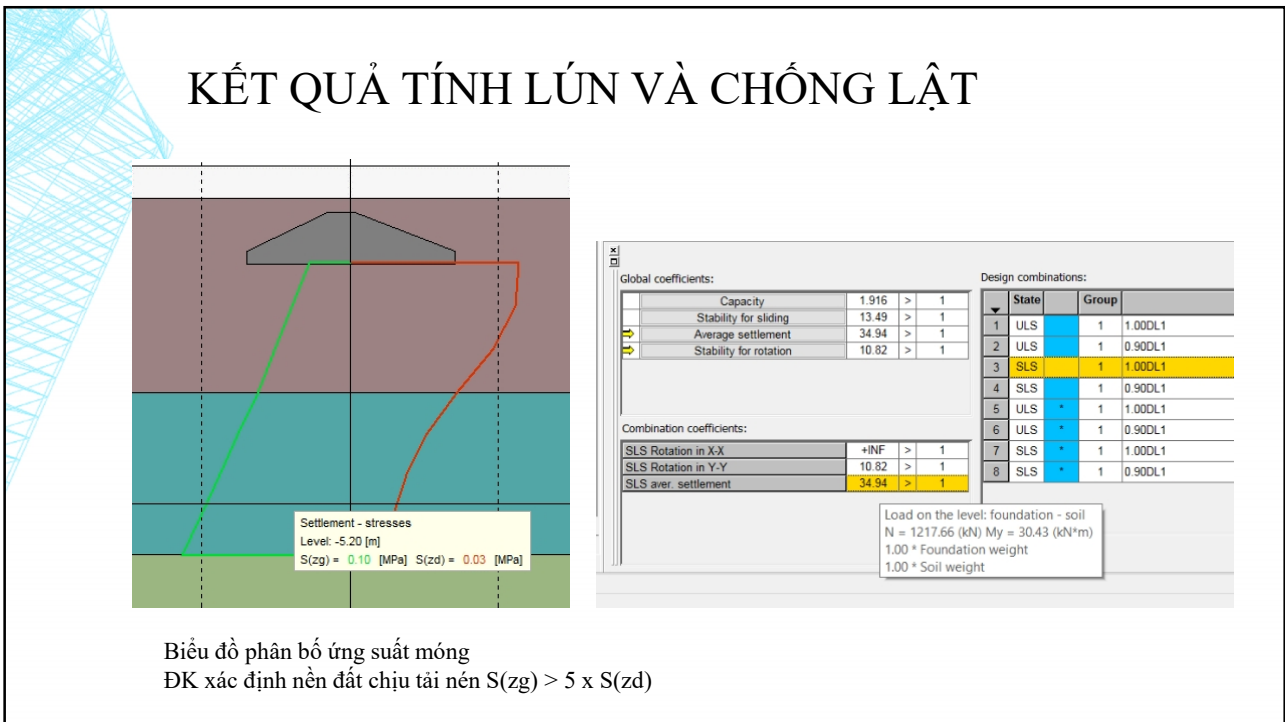 KẾT QUẢ TÍNH LÚN VÀ CHỐNG LẬT
Settlement - stresses
Level: -5.20 [m]
S(zg) = 0.10 [MPa] S(zd) = 0.03 [MPa]
Global coefficients:
Capacity 1.916 > 1
Stability for sliding 13.49 > 1
Average settlement 34.94 > 1
Stability for rotation 10.82 > 1
Combination coefficients:
SLS Rotation in X-X +INF > 1
SLS Rotation in Y-Y 10.82 > 1
SLS aver. settlement 34.94 > 1
Design combinations:
State Group
1 ULS 1 1.00DL1
2 ULS 1 0.90DL1
3 SLS 1 1.00DL1
4 SLS 1 0.90DL1
5 ULS * 1 1.00DL1
6 ULS * 1 0.90DL1
7 SLS * 1 1.00DL1
8 SLS * 1 0.90DL1
Load on the level: foundation - soil
N = 1217.66 (kN) My = 30.43 (kN*m)
1.00 * Foundation weight
1.00 * Soil weight
Biểu đồ phân bố ứng suất móng
ĐK xác định nền đất chịu tải nén S(zg) > 5 x S(zd)